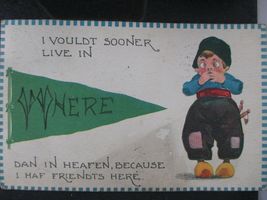 I VOULDT SOONER
LIVE IN
HERE
DAN IN HEAFEN, BECAUSE
I HAF FRIENDTS HERE.